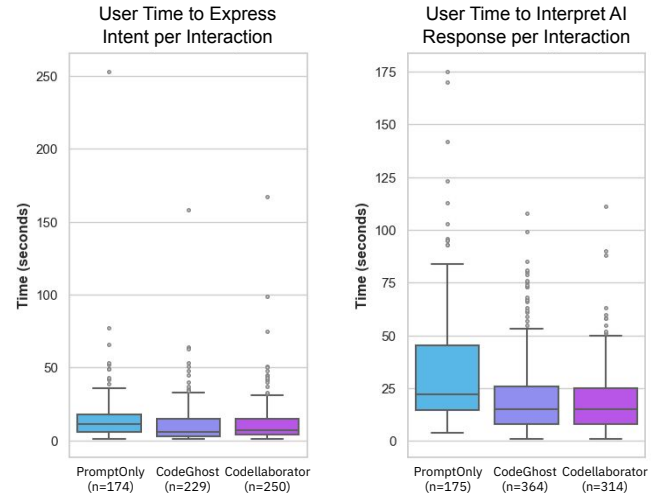 User Time to Express
Intent per Interaction
Time (seconds)
250
200
150
100
50
0
PromptOnly
(n=174)
CodeGhost
(n=229)
Codellaborator
(n=250)
User Time to Interpret AI
Response per Interaction
Time (seconds)
175
150
125
100
75
50
25
0
PromptOnly
(n=175)
CodeGhost
(n=364)
Codellaborator
(n=314)